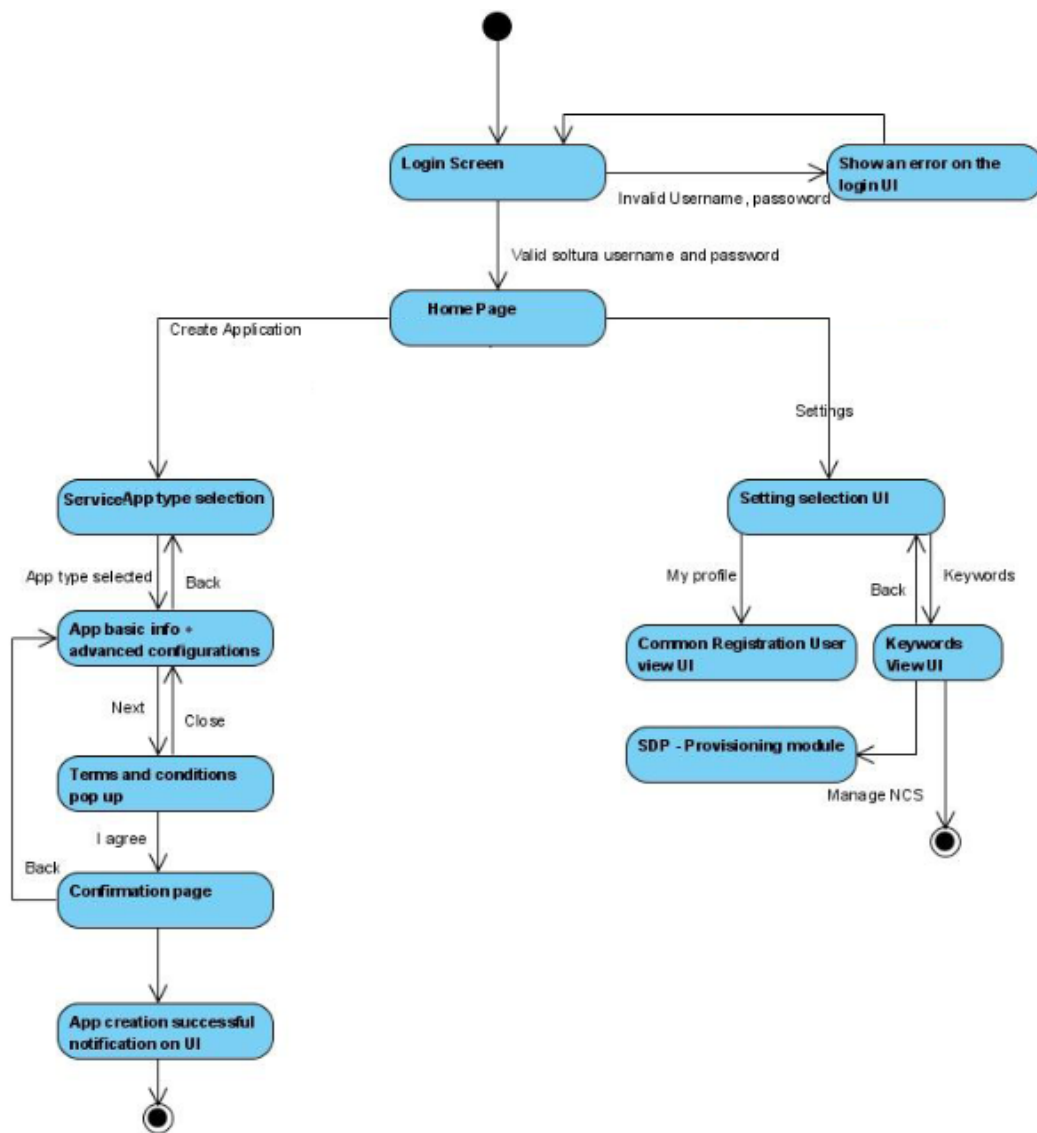 Login Screen
Show an error on the
login UI
Invalid Username, passoword
Valid soltura username and password
Home Page
Create Application
Settings
Service App type selection
Setting selection UI
App type selected
Back
My profile
Back
Keywords
App basic info +
advanced configurations
Common Registration User
view UI
Keywords
View UI
Next
Close
SDP - Provisioning module
Terms and conditions
pop up
Manage NCS
I agree
Back
Confirmation page
App creation successful
notification on UI